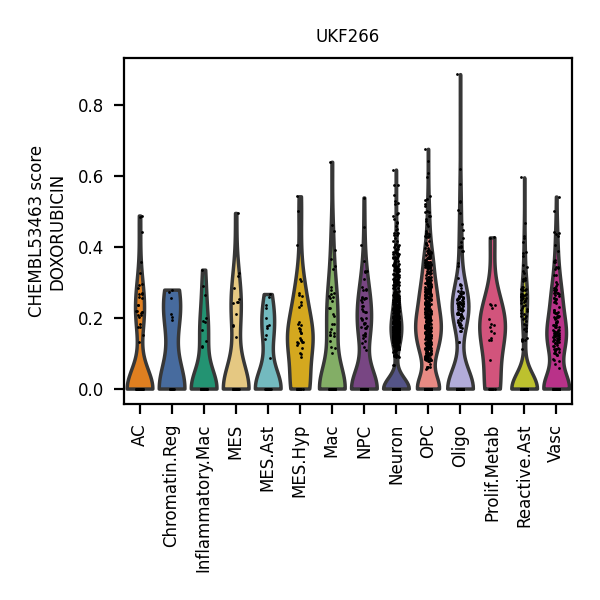 UKF266
CHEMBL53463 score
DOXORUBICIN
0.8
0.6
0.4
0.2
0.0
AC
Chromatin.Reg
Inflammatory.Mac
MES
MES.Ast
MES.Hyp
Mac
NPC
Neuron
OPC
Oligo
Prolif.Metab
Reactive.Ast
Vasc